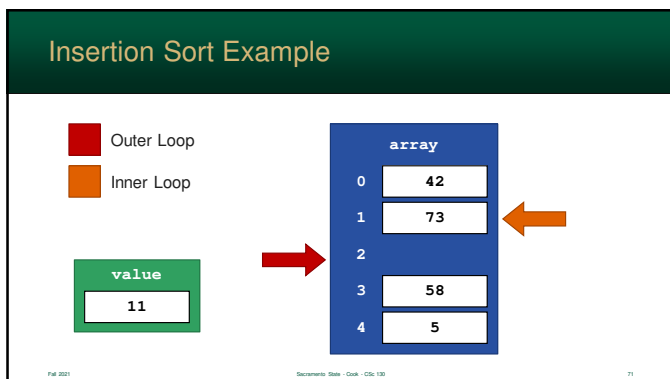 Insertion Sort Example
Outer Loop
Inner Loop
value
11
array
0 42
1 73
2
3 58
4 5
Fall 2021 Sacramento State - Cook - CSc 130 71